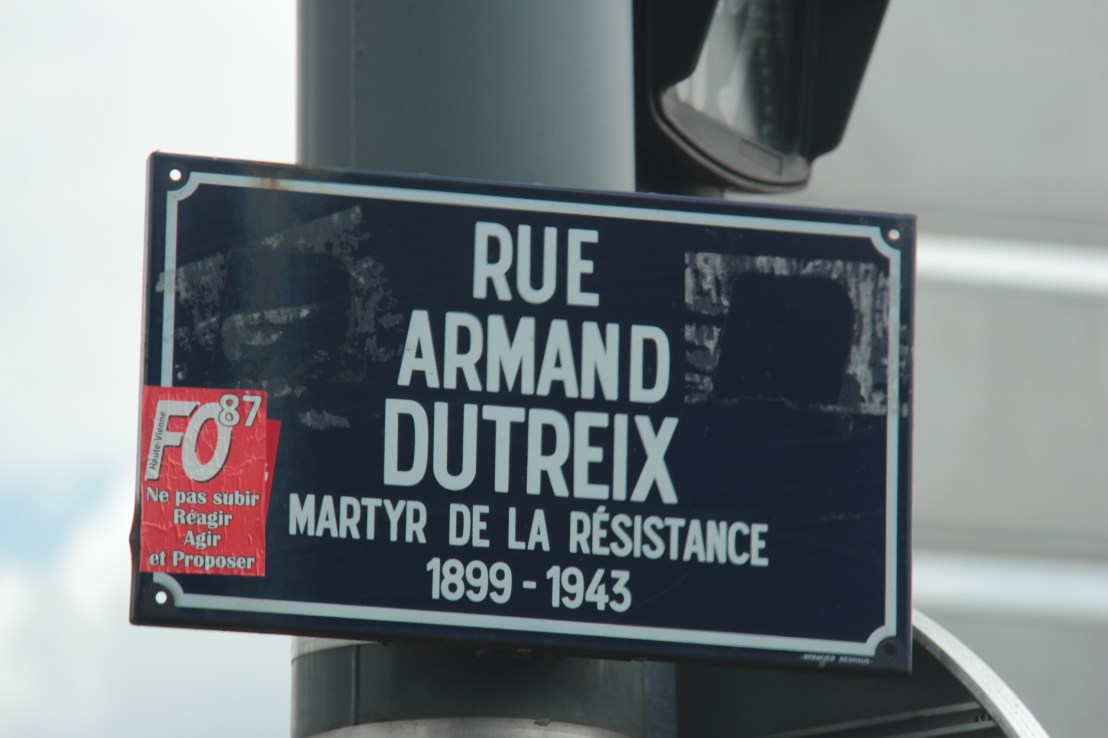 RUE
ARMAND
DUTREIX
MARTYR DE LA RÉSISTANCE
1899 - 1943
FO87
Haute-Vienne
Ne pas subir
Réagir
Agir
et Proposer